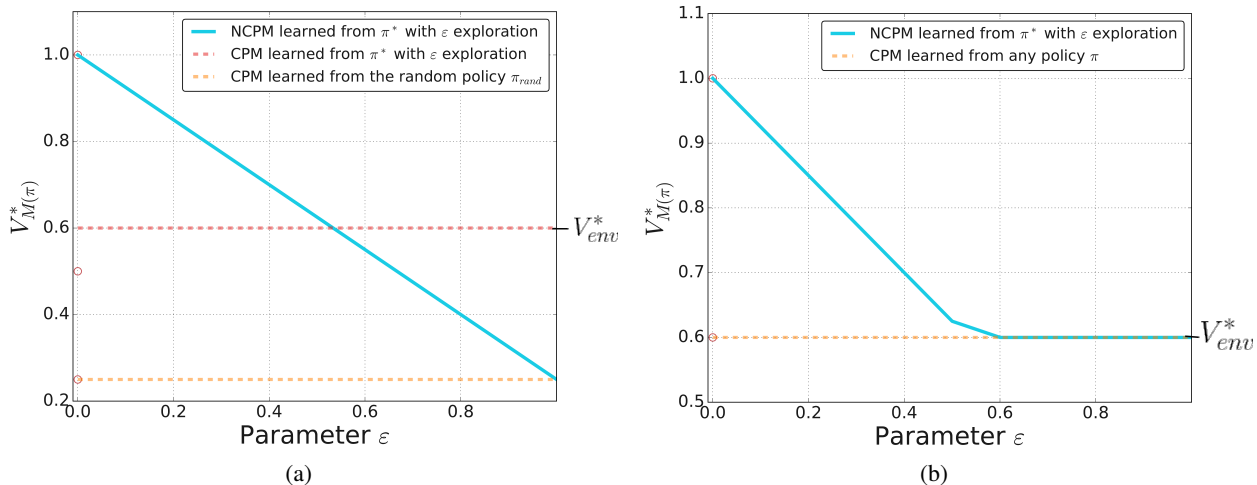 NCPM learned from π* with ε exploration
CPM learned from π* with ε exploration
CPM learned from the random policy π_rand
1.0
0.8
0.6
0.4
0.2
V*_M(π)
V*_env
0.0
0.2
0.4
0.6
0.8
Parameter ε
(a)
NCPM learned from π* with ε exploration
CPM learned from any policy π
1.1
1.0
0.9
0.8
0.7
0.6
0.5
V*_M(π)
V*_env
0.0
0.2
0.4
0.6
0.8
Parameter ε
(b)